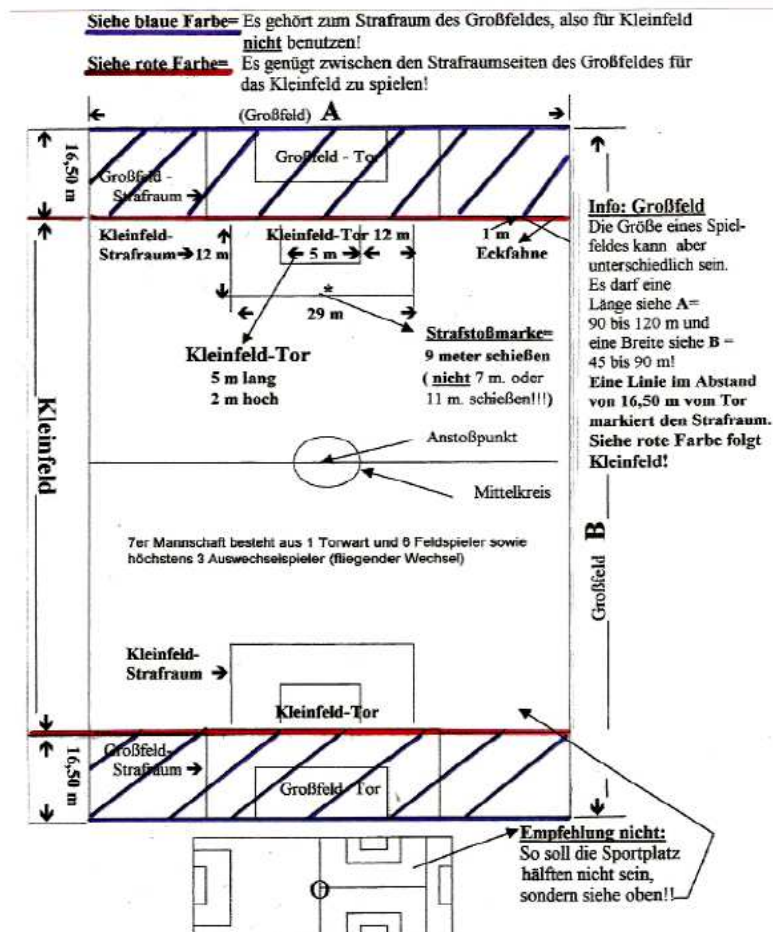 Siehe blaue Farbe= Es gehört zum Strafraum des Großfeldes, also für Kleinfeld
nicht benutzen!
Siehe rote Farbe= Es genügt zwischen den Strafraumseiten des Großfeldes für
das Kleinfeld zu spielen!
(Großfeld) A
16,50 m
Großfeld - Tor
Großfeld -
Strafraum
Kleinfeld-
Strafraum
12 m
Kleinfeld-Tor 12 m
5 m
1 m
Eckfahne
29 m
*
Kleinfeld-Tor
5 m lang
2 m hoch
Strafstoßmarke=
9 meter schießen
( nicht 7 m. oder
11 m. schießen!!!)
Info: Großfeld
Die Größe eines Spiel-
feldes kann aber
unterschiedlich sein.
Es darf eine
Länge siehe A=
90 bis 120 m und
eine Breite siehe B =
45 bis 90 m!
Eine Linie im Abstand
von 16,50 m vom Tor
markiert den Strafraum.
Siehe rote Farbe folgt
Kleinfeld!
Kleinfeld
Anstoßpunkt
Mittelkreis
7er Mannschaft besteht aus 1 Torwart und 6 Feldspieler sowie
höchstens 3 Auswechselspieler (fliegender Wechsel)
Großfeld B
Kleinfeld-
Strafraum
Kleinfeld-Tor
16,50 m
Großfeld-
Strafraum
Großfeld-Tor
Empfehlung nicht:
So soll die Sportplatz
hälften nicht sein,
sondern siehe oben!!